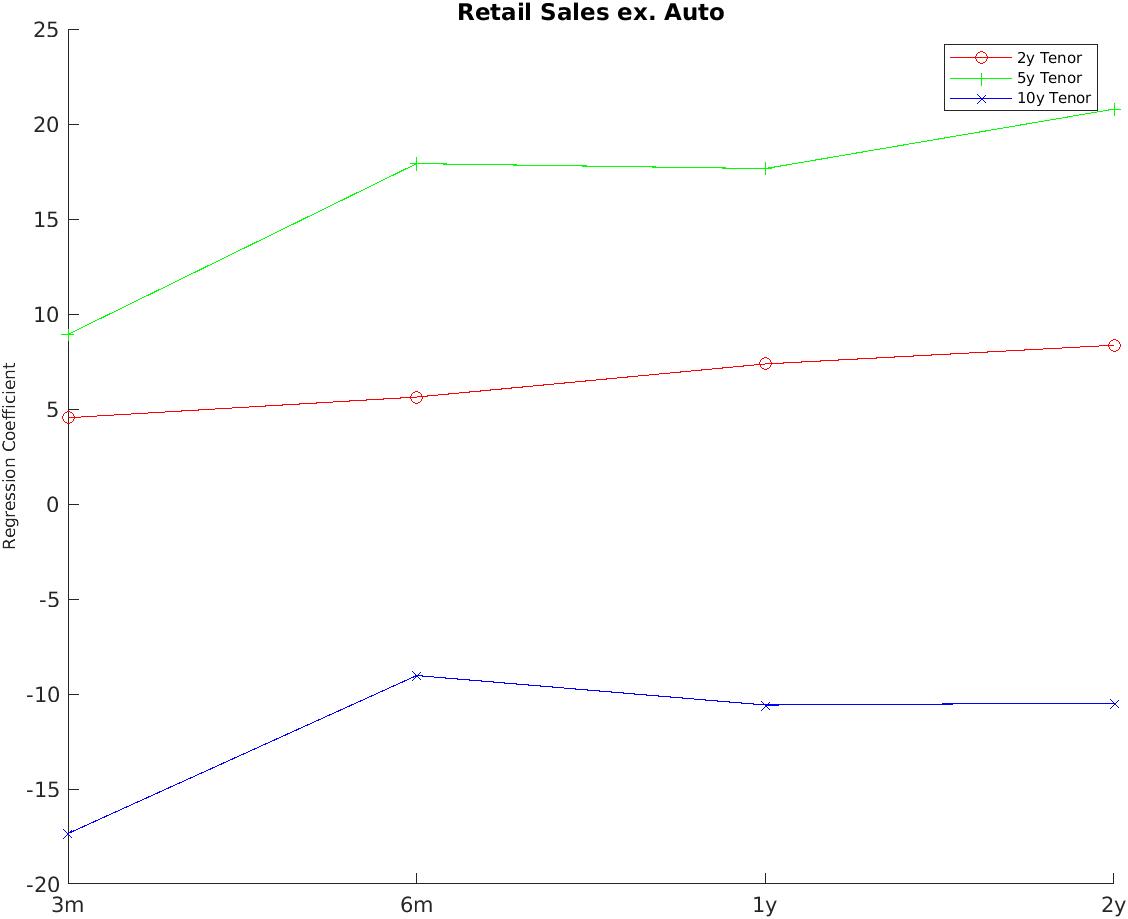 Retail Sales ex. Auto
25
20
15
10
5
0
-5
-10
-15
-20
Regression Coefficient
2y Tenor
5y Tenor
10y Tenor
3m
6m
1y
2y